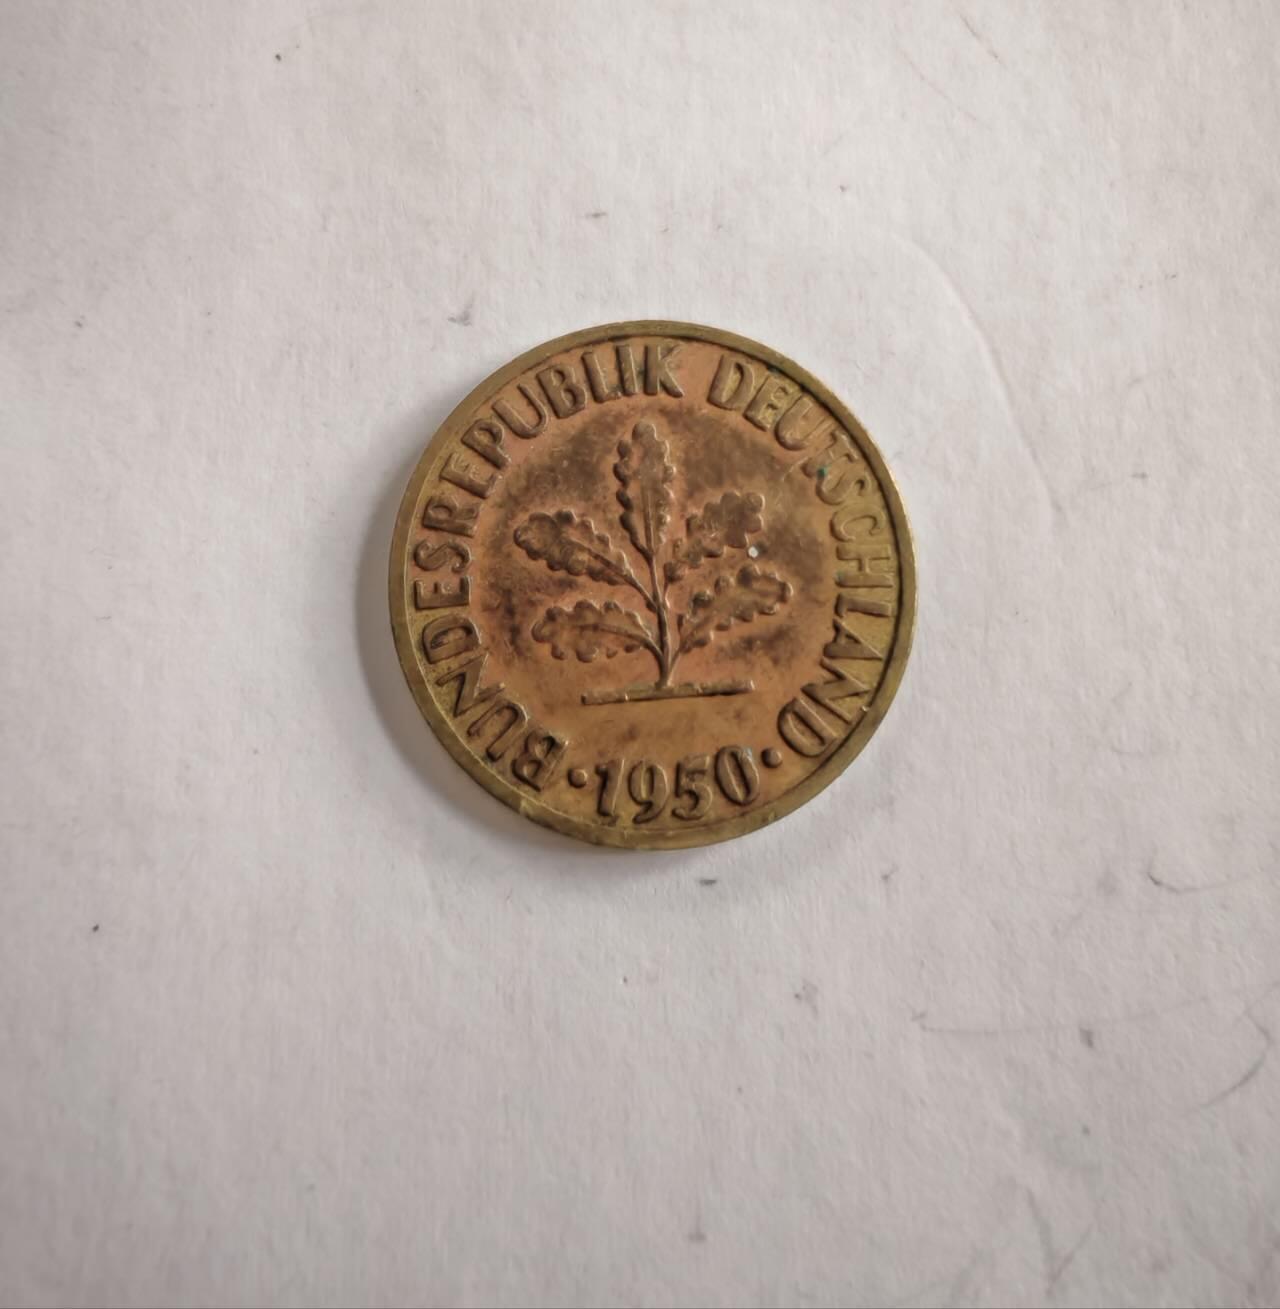 BUNDESREPUBLIK DEUTSCHLAND
· 1950 ·